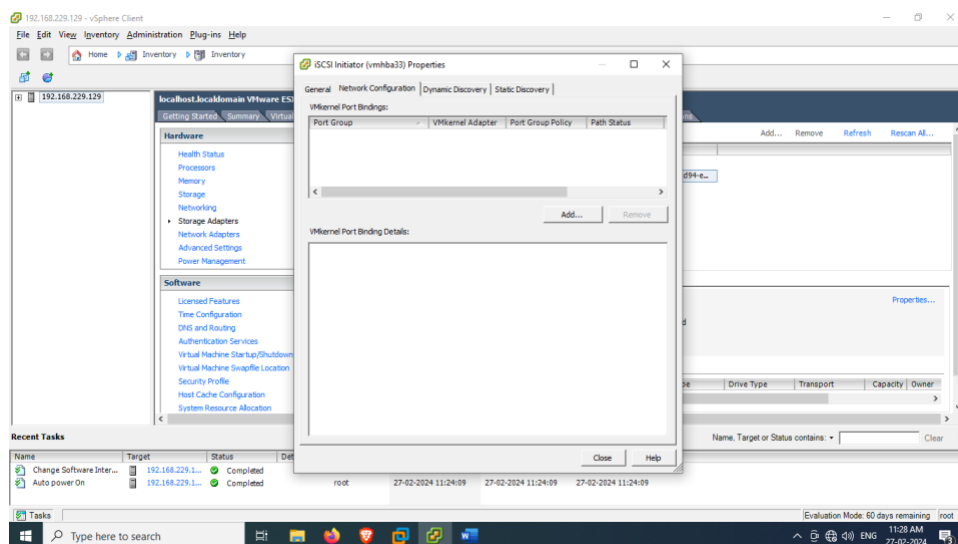 192.168.229.129 - vSphere Client
File Edit View Inventory Administration Plug-ins Help
Home Inventory Inventory
192.168.229.129
localhost.localdomain VMware ESX
Getting Started Summary Virtual
Hardware
Health Status
Processors
Memory
Storage
Networking
Storage Adapters
Network Adapters
Advanced Settings
Power Management
Software
Licensed Features
Time Configuration
DNS and Routing
Authentication Services
Virtual Machine Startup/Shutdown
Virtual Machine Swapfile Location
Security Profile
Host Cache Configuration
System Resource Allocation
iSCSI Initiator (vmhba33) Properties
General Network Configuration Dynamic Discovery Static Discovery
VMkernel Port Bindings:
Port Group VMkernel Adapter Port Group Policy Path Status
Add... Remove
VMkernel Port Binding Details:
Close Help
Add... Remove Refresh Rescan All...
d94-e...
Properties...
Drive Type Transport Capacity Owner
Recent Tasks
Name, Target or Status contains: Clear
Name Target Status Det
Change Software Inter... 192.168.229.1... Completed
Auto power On 192.168.229.1... Completed root 27-02-2024 11:24:09 27-02-2024 11:24:09 27-02-2024 11:24:09
Tasks Evaluation Mode: 60 days remaining root
Type here to search ENG 11:28 AM
27-02-2024